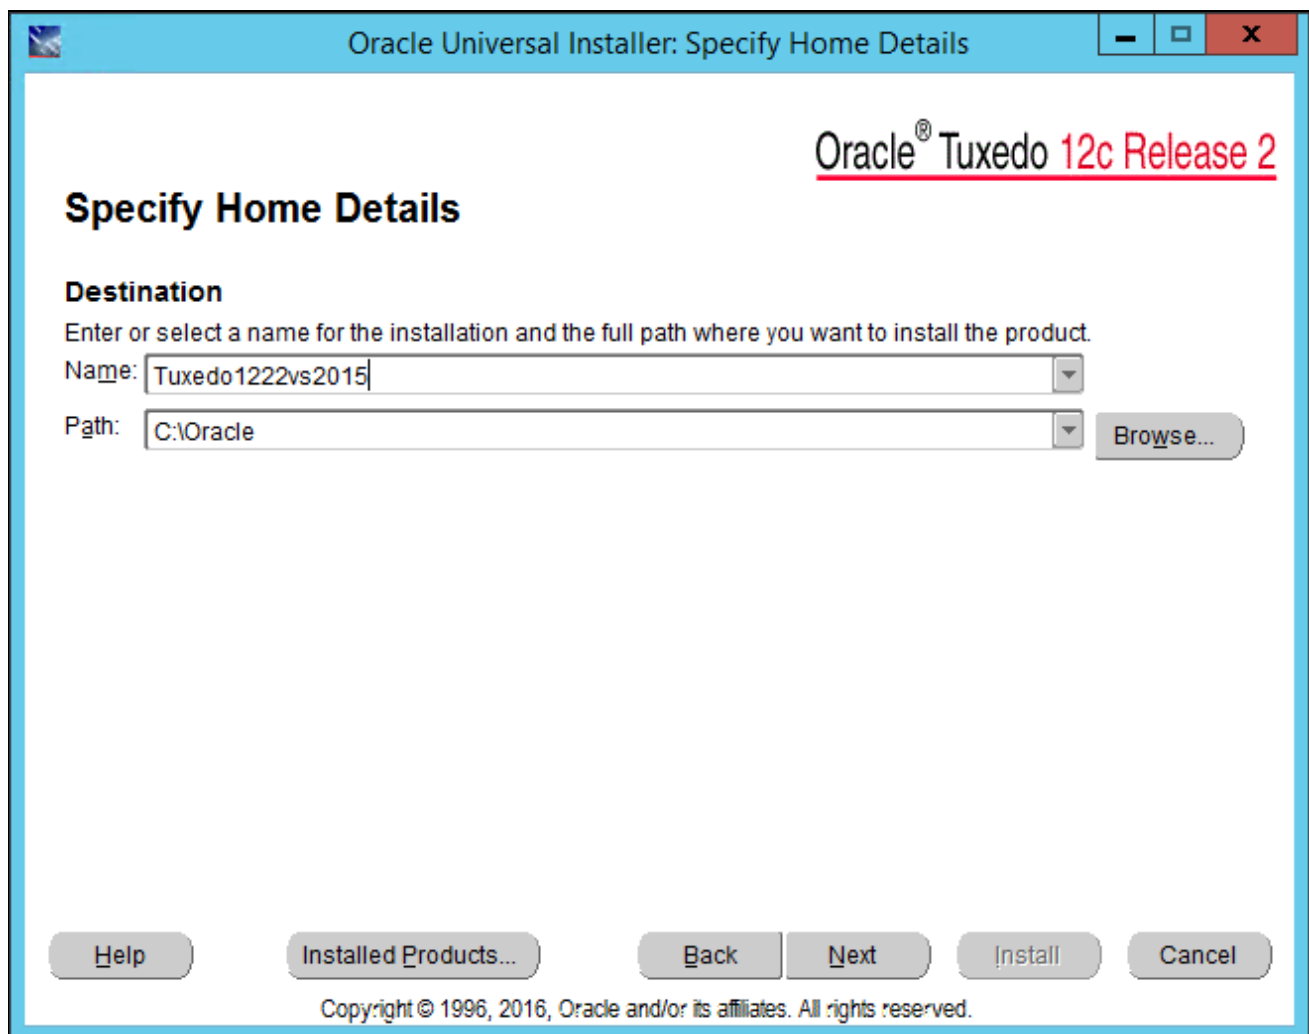 Oracle Universal Installer: Specify Home Details
Oracle® Tuxedo 12c Release 2
Specify Home Details
Destination
Enter or select a name for the installation and the full path where you want to install the product.
Name: Tuxedo1222vs2015
Path: C:\Oracle Browse...
Help Installed Products... Back Next Install Cancel
Copyright © 1996, 2016, Oracle and/or its affiliates. All rights reserved.